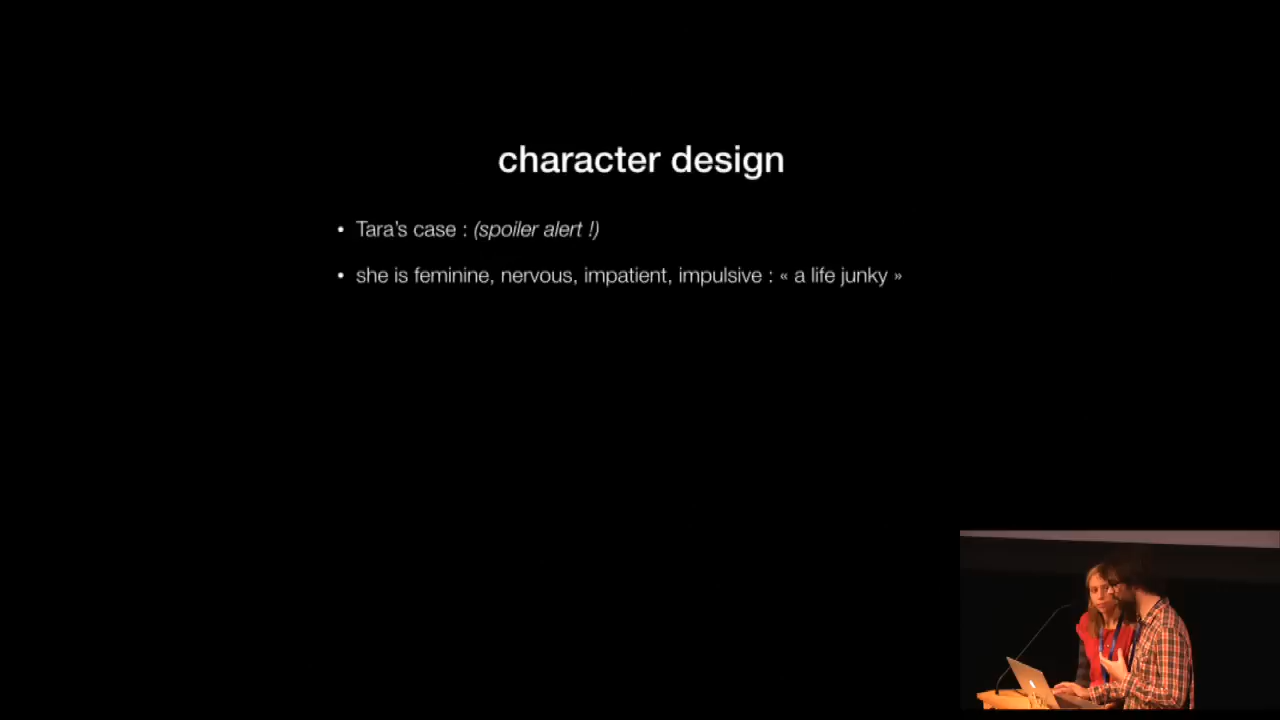 character design
• Tara's case : (spoiler alert !)
• she is feminine, nervous, impatient, impulsive : « a life junky »